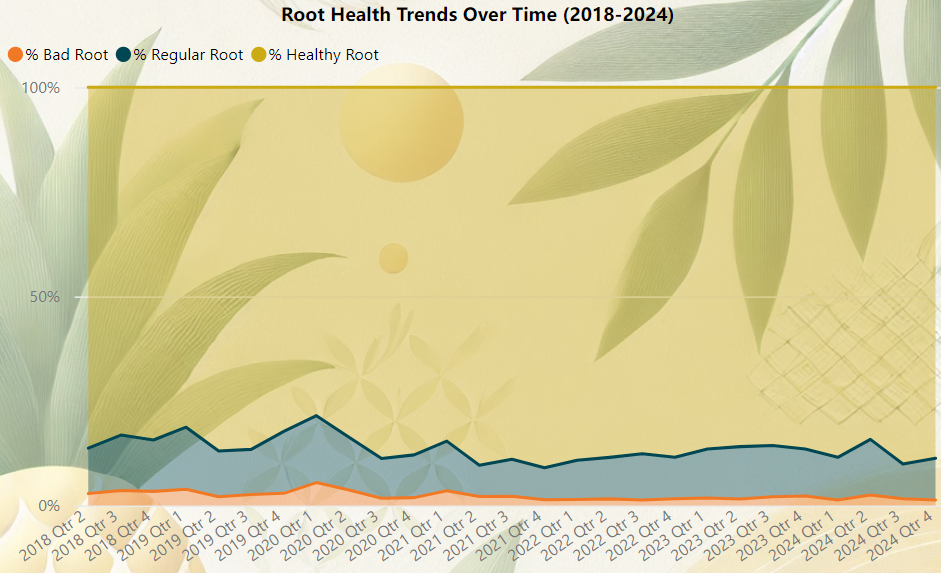 Root Health Trends Over Time (2018-2024)
% Bad Root % Regular Root % Healthy Root
100%
50%
0%
2018 Qtr 2
2018 Qtr 3
2018 Qtr 4
2019 Qtr 1
2019 Qtr 2
2019 Qtr 3
2019 Qtr 4
2020 Qtr 1
2020 Qtr 2
2020 Qtr 3
2020 Qtr 4
2021 Qtr 1
2021 Qtr 2
2021 Qtr 3
2021 Qtr 4
2022 Qtr 1
2022 Qtr 2
2022 Qtr 3
2022 Qtr 4
2023 Qtr 1
2023 Qtr 2
2023 Qtr 3
2023 Qtr 4
2024 Qtr 1
2024 Qtr 2
2024 Qtr 3
2024 Qtr 4